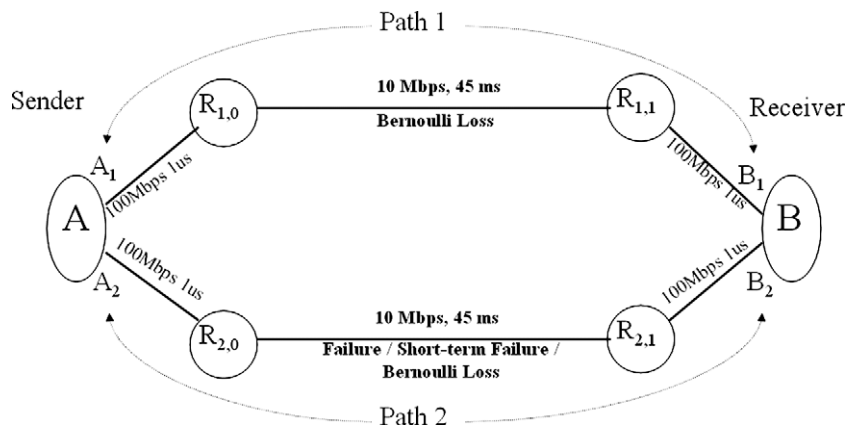 Path 1
Sender
Receiver
R1,0
10 Mbps, 45 ms
Bernoulli Loss
R1,1
A1
100Mbps 1us
100Mbps 1us
B1
A
B
A2
100Mbps 1us
100Mbps 1us
B2
R2,0
10 Mbps, 45 ms
Failure / Short-term Failure /
Bernoulli Loss
R2,1
Path 2